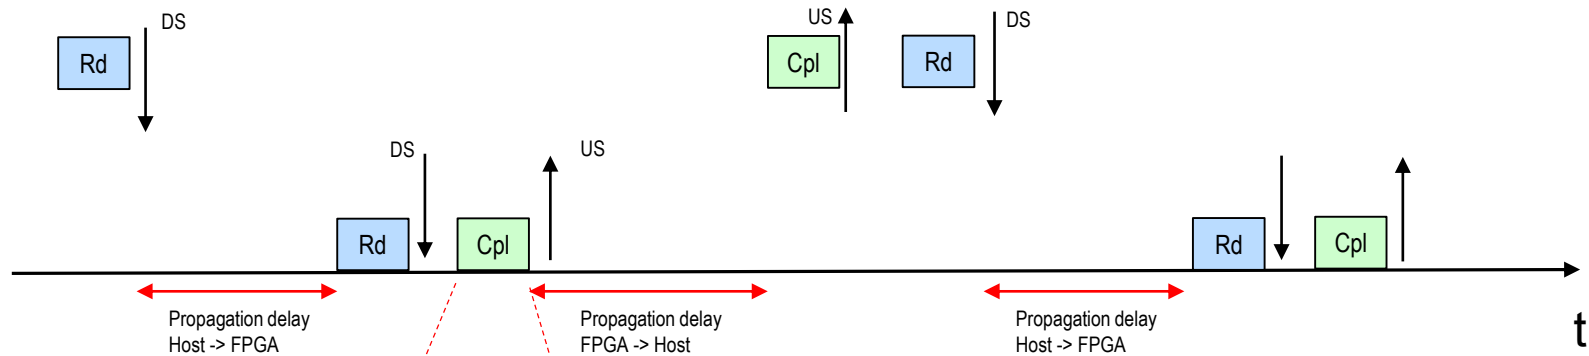 DS
US
DS
Rd
Cpl
Rd
DS
US
Rd
Cpl
Rd
Cpl
Propagation delay
Host -> FPGA
Propagation delay
FPGA -> Host
Propagation delay
Host -> FPGA
t